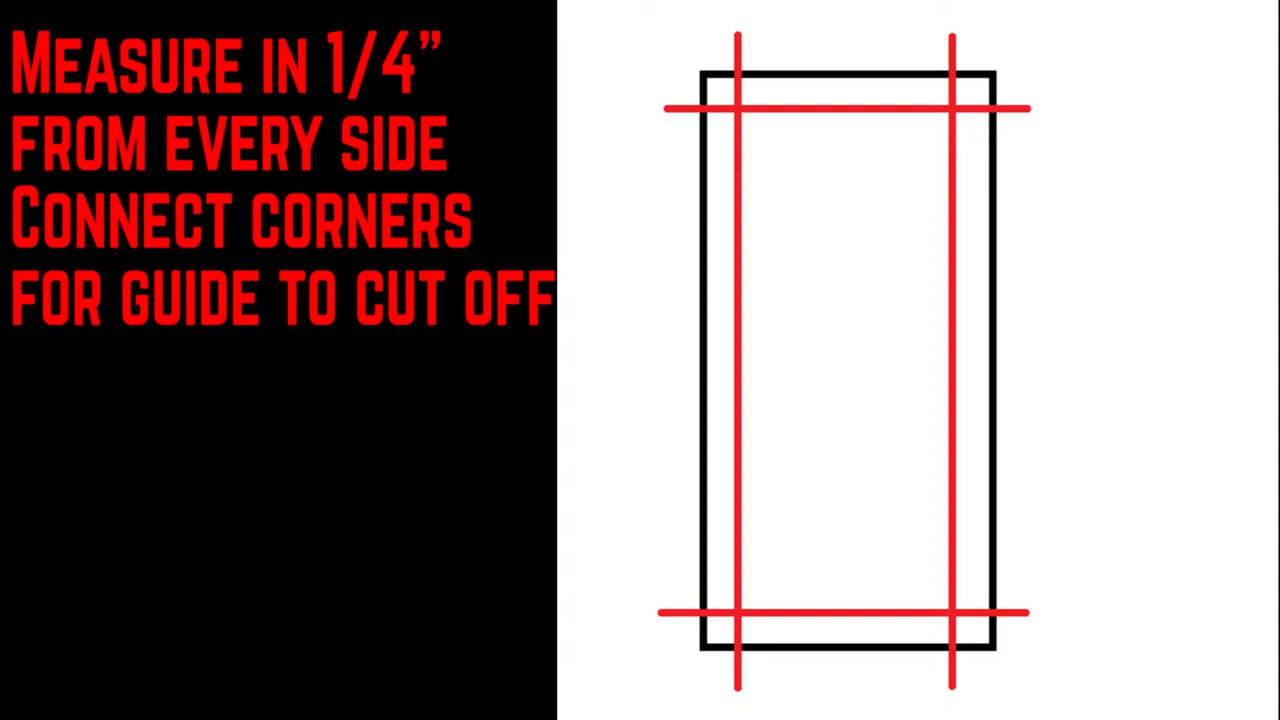 Measure in 1/4”
from every side
Connect corners
for guide to cut off